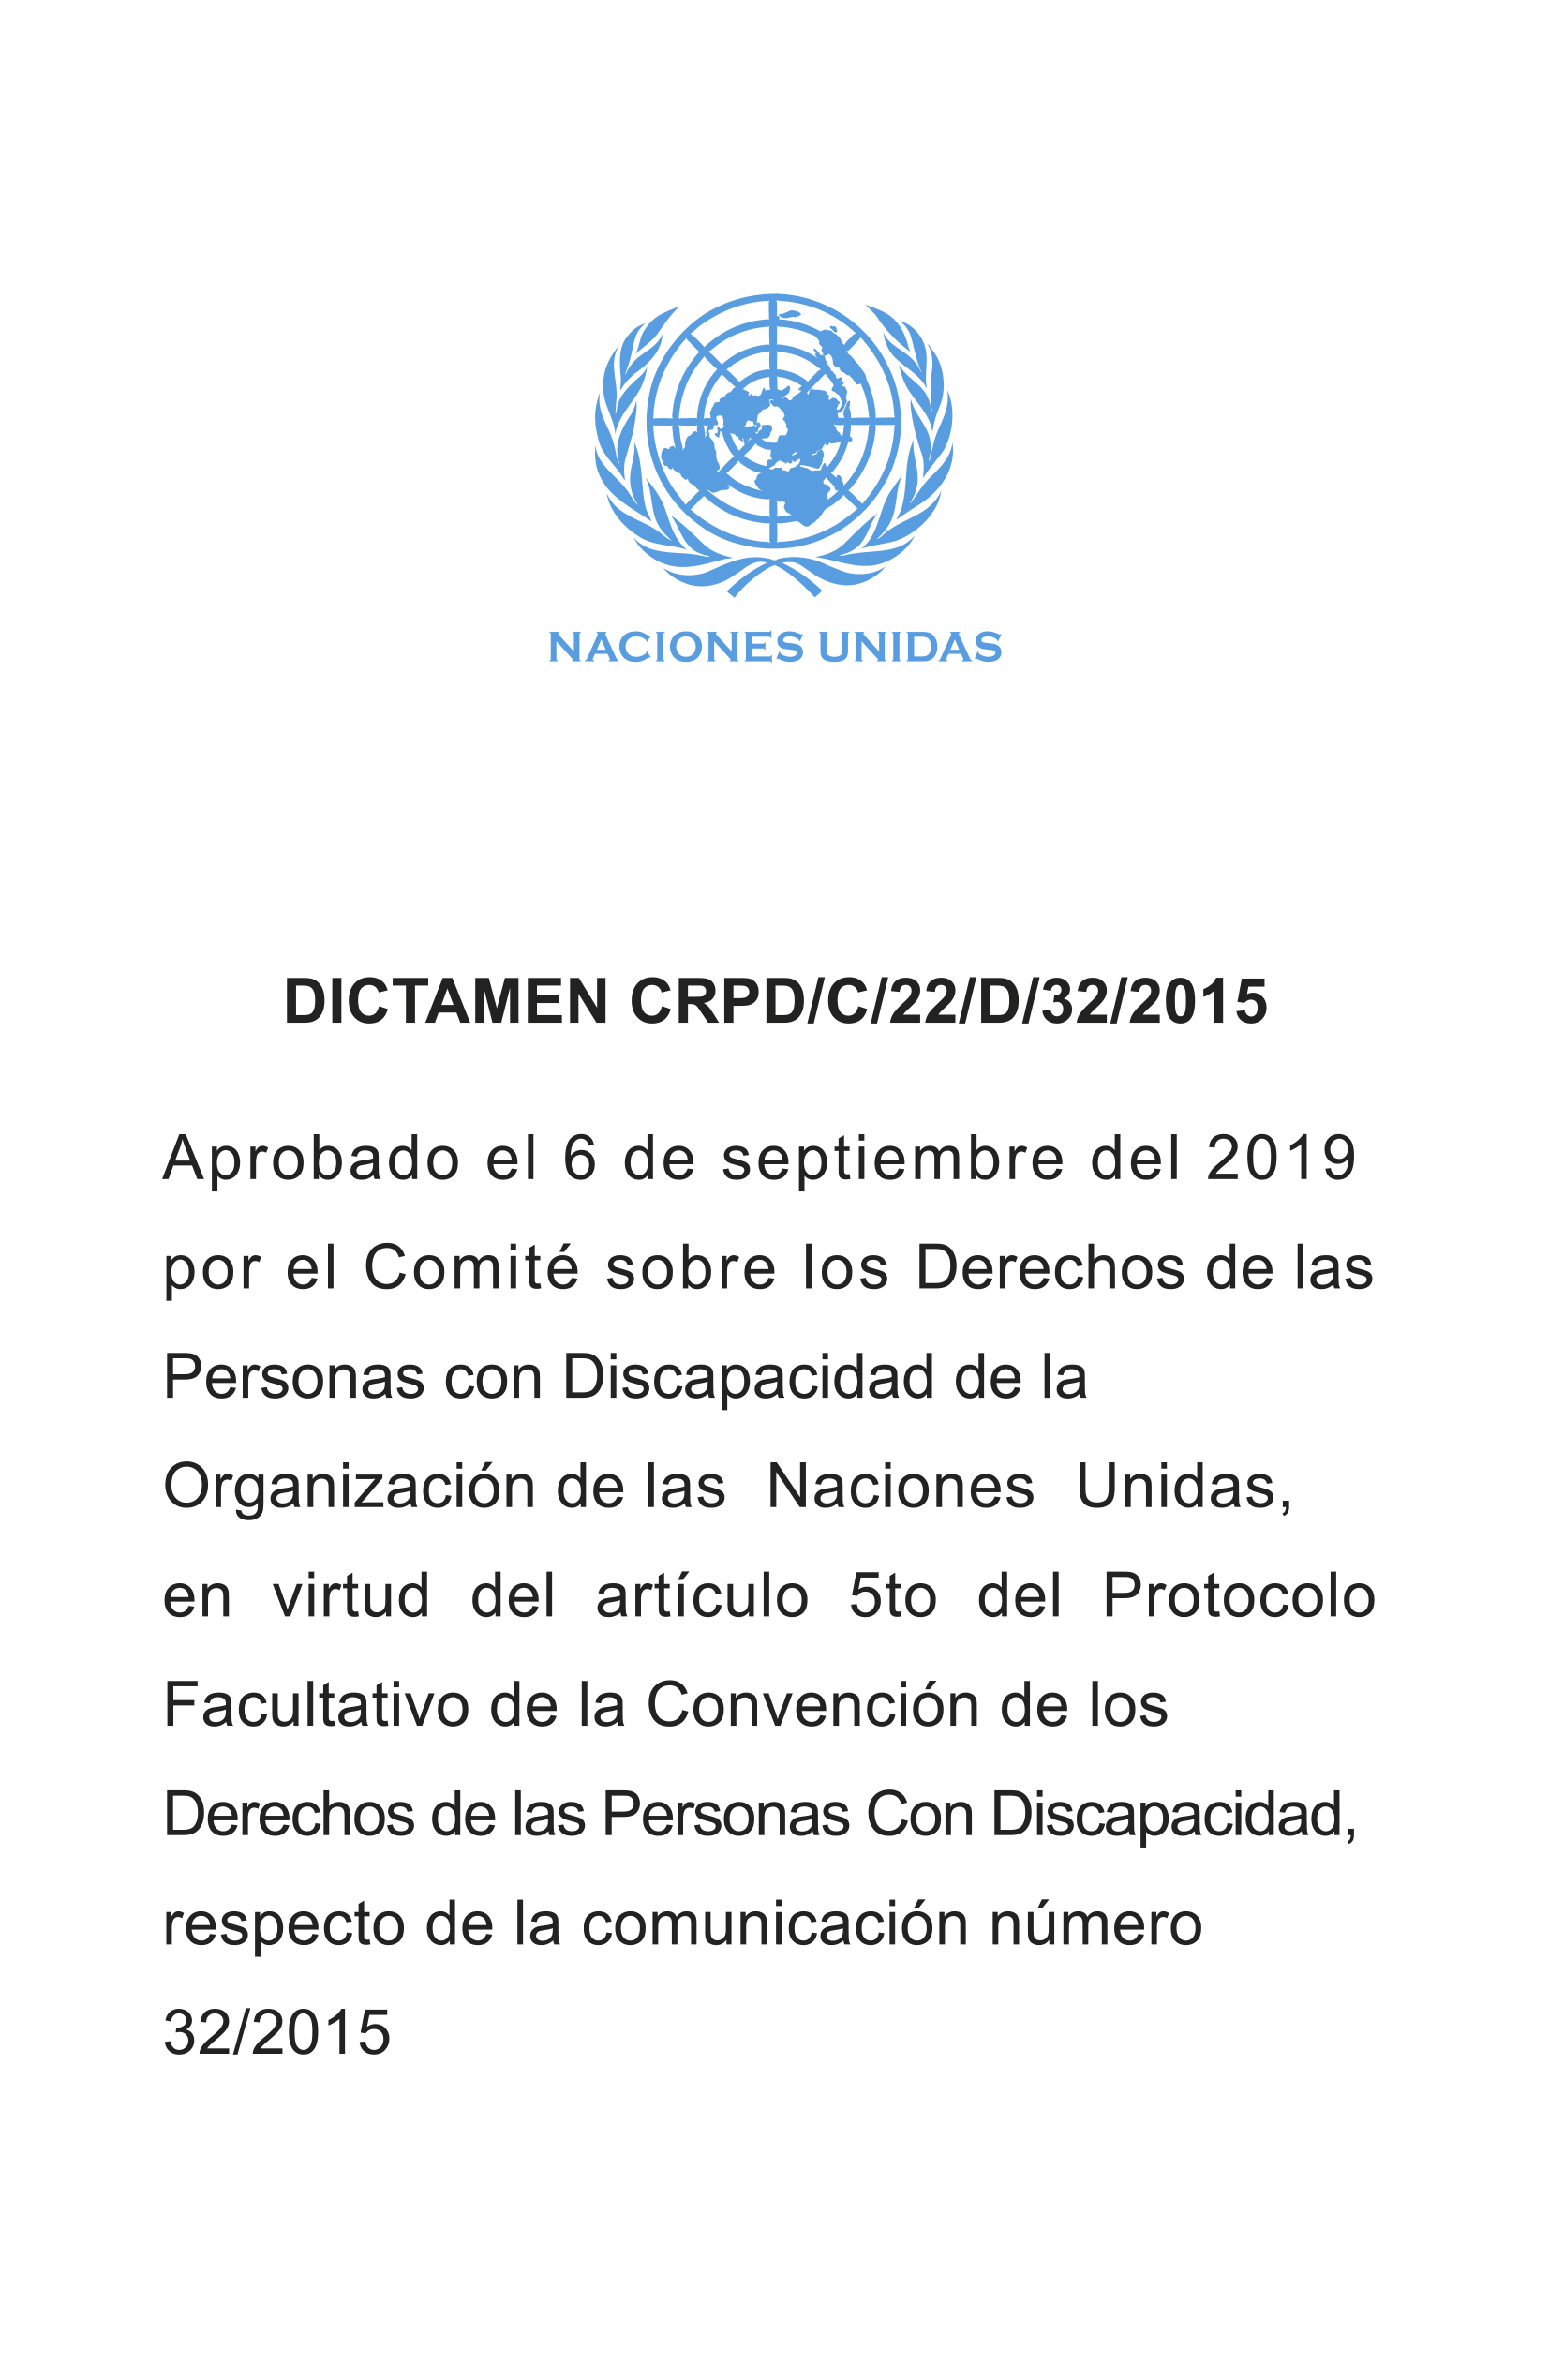 NACIONES UNIDAS
DICTAMEN CRPD/C/22/D/32/2015
Aprobado el 6 de septiembre del 2019
por el Comité sobre los Derechos de las
Personas con Discapacidad de la
Organización de las Naciones Unidas,
en virtud del artículo 5to del Protocolo
Facultativo de la Convención de los
Derechos de las Personas Con Discapacidad,
respecto de la comunicación número
32/2015